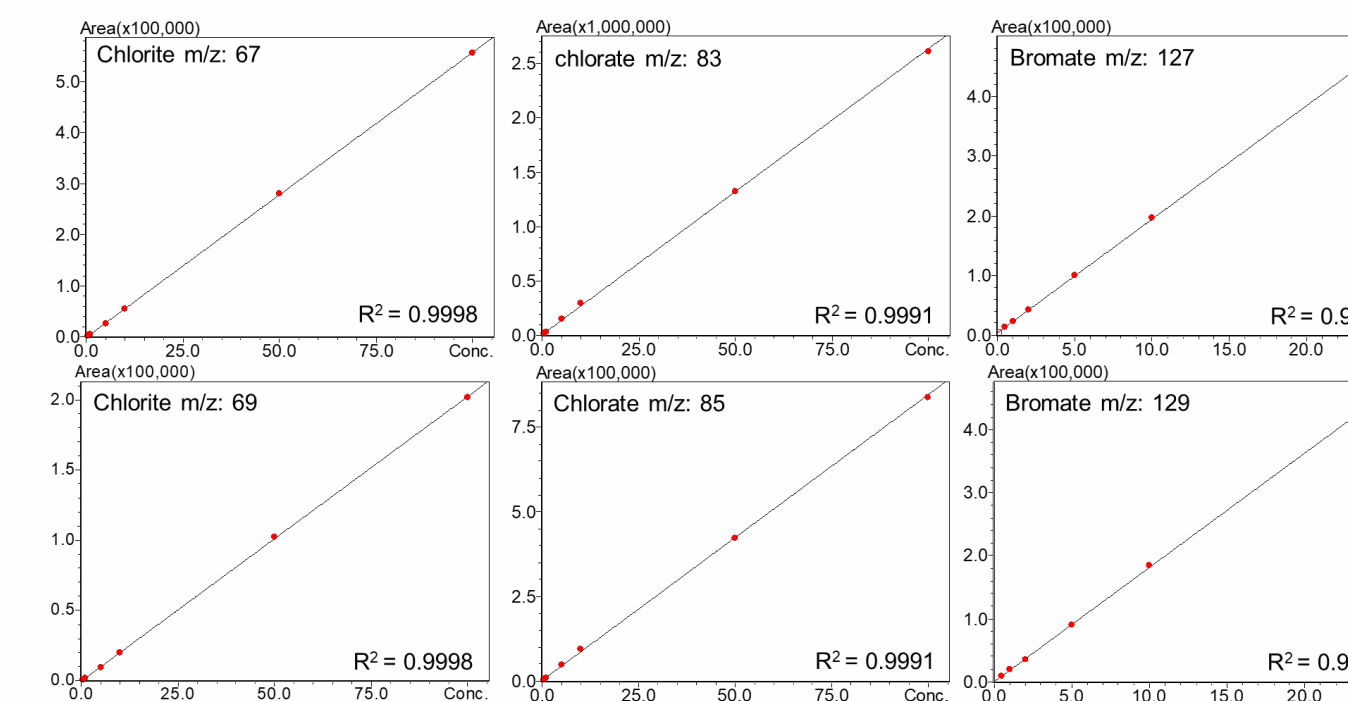 Area(x100,000)
Chlorite m/z: 67
5.0
4.0
3.0
2.0
1.0
0.0
R² = 0.9998
0.0 25.0 50.0 75.0 Conc.
Area(x1,000,000)
chlorate m/z: 83
2.5
2.0
1.5
1.0
0.5
0.0
R² = 0.9991
0.0 25.0 50.0 75.0 Conc.
Area(x100,000)
Bromate m/z: 127
4.0
3.0
2.0
1.0
0.0
R² = 0.9
0.0 5.0 10.0 15.0 20.0
Area(x100,000)
Chlorite m/z: 69
2.0
1.5
1.0
0.5
0.0
R² = 0.9998
0.0 25.0 50.0 75.0 Conc.
Area(x100,000)
Chlorate m/z: 85
7.5
5.0
2.5
0.0
R² = 0.9991
0.0 25.0 50.0 75.0 Conc.
Area(x100,000)
Bromate m/z: 129
4.0
3.0
2.0
1.0
0.0
R² = 0.9
0.0 5.0 10.0 15.0 20.0